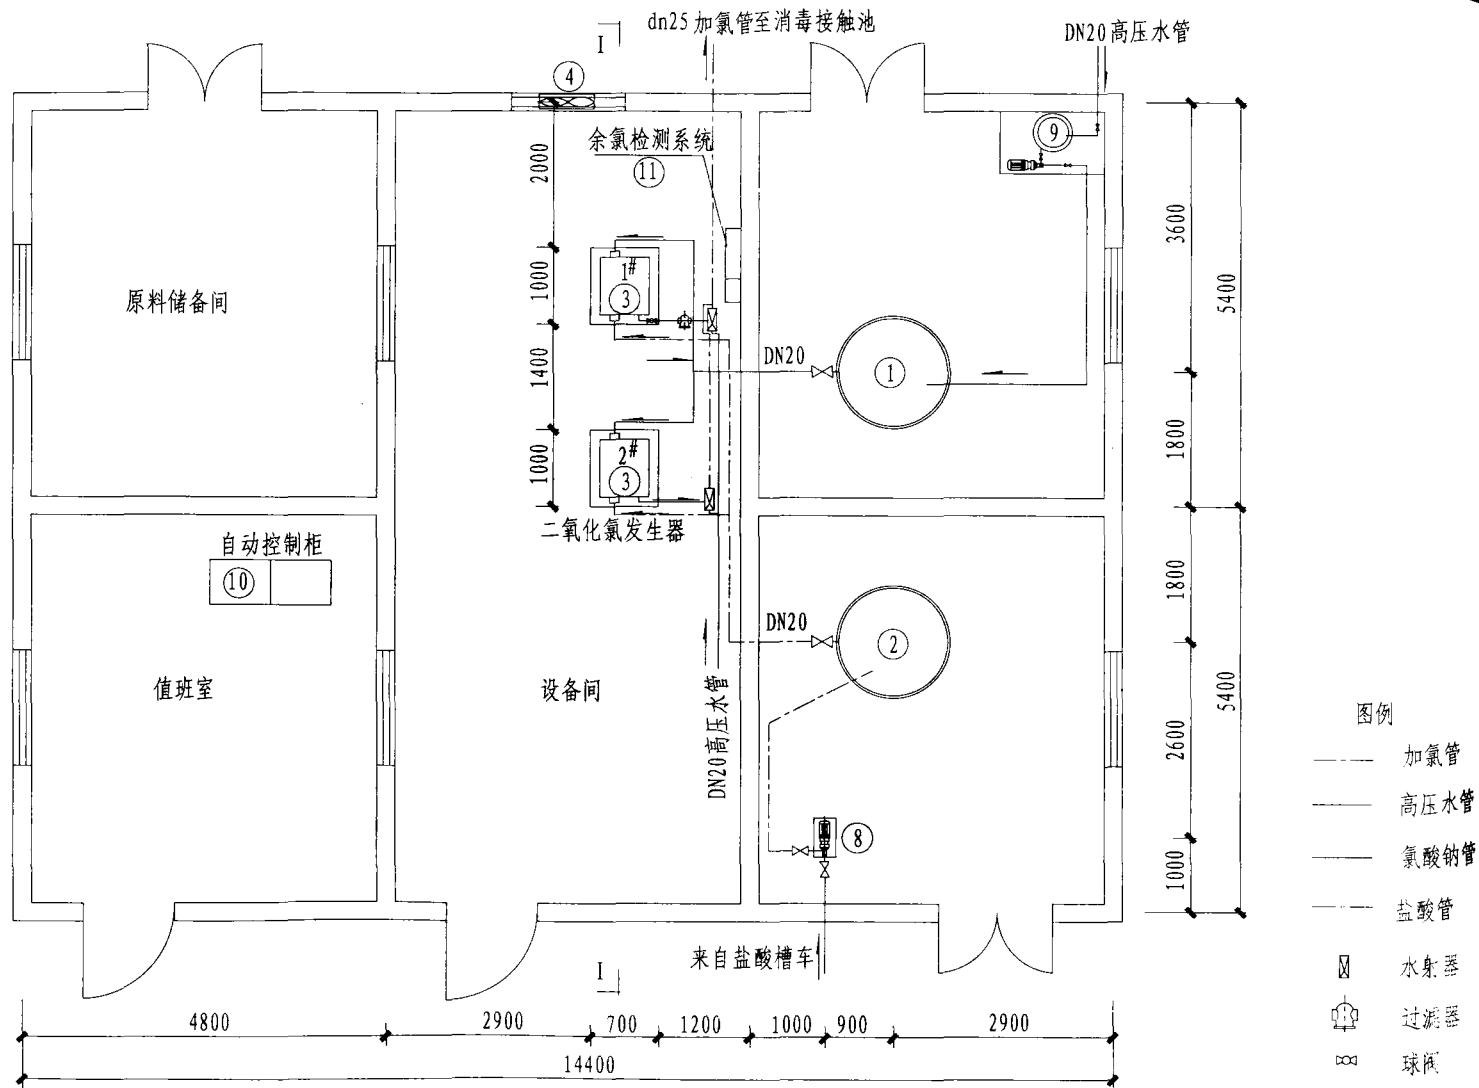 dn25加氯管至消毒接触池
DN20高压水管
I
4
9
余氯检测系统
11
2000
3600
5400
原料储备间
1#
3
1000
1400
DN20
1
1800
2#
3
1000
二氧化氯发生器
自动控制柜
10
1800
DN20
2
值班室
设备间
DN20高压水管
2600
5400
8
1000
来自盐酸槽车
I
4800
2900
700
1200
1000
900
2900
14400
图例
加氯管
高压水管
氯酸钠管
盐酸管
水射器
过滤器
球阀